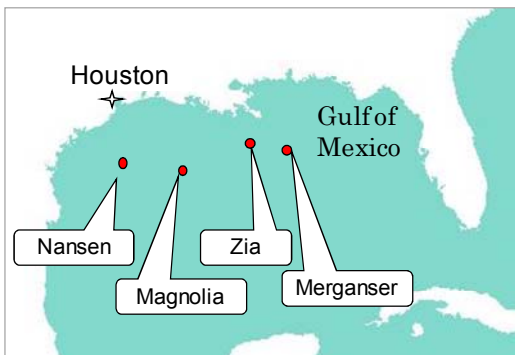 Houston
Gulf of
Mexico
Nansen
Zia
Magnolia
Merganser